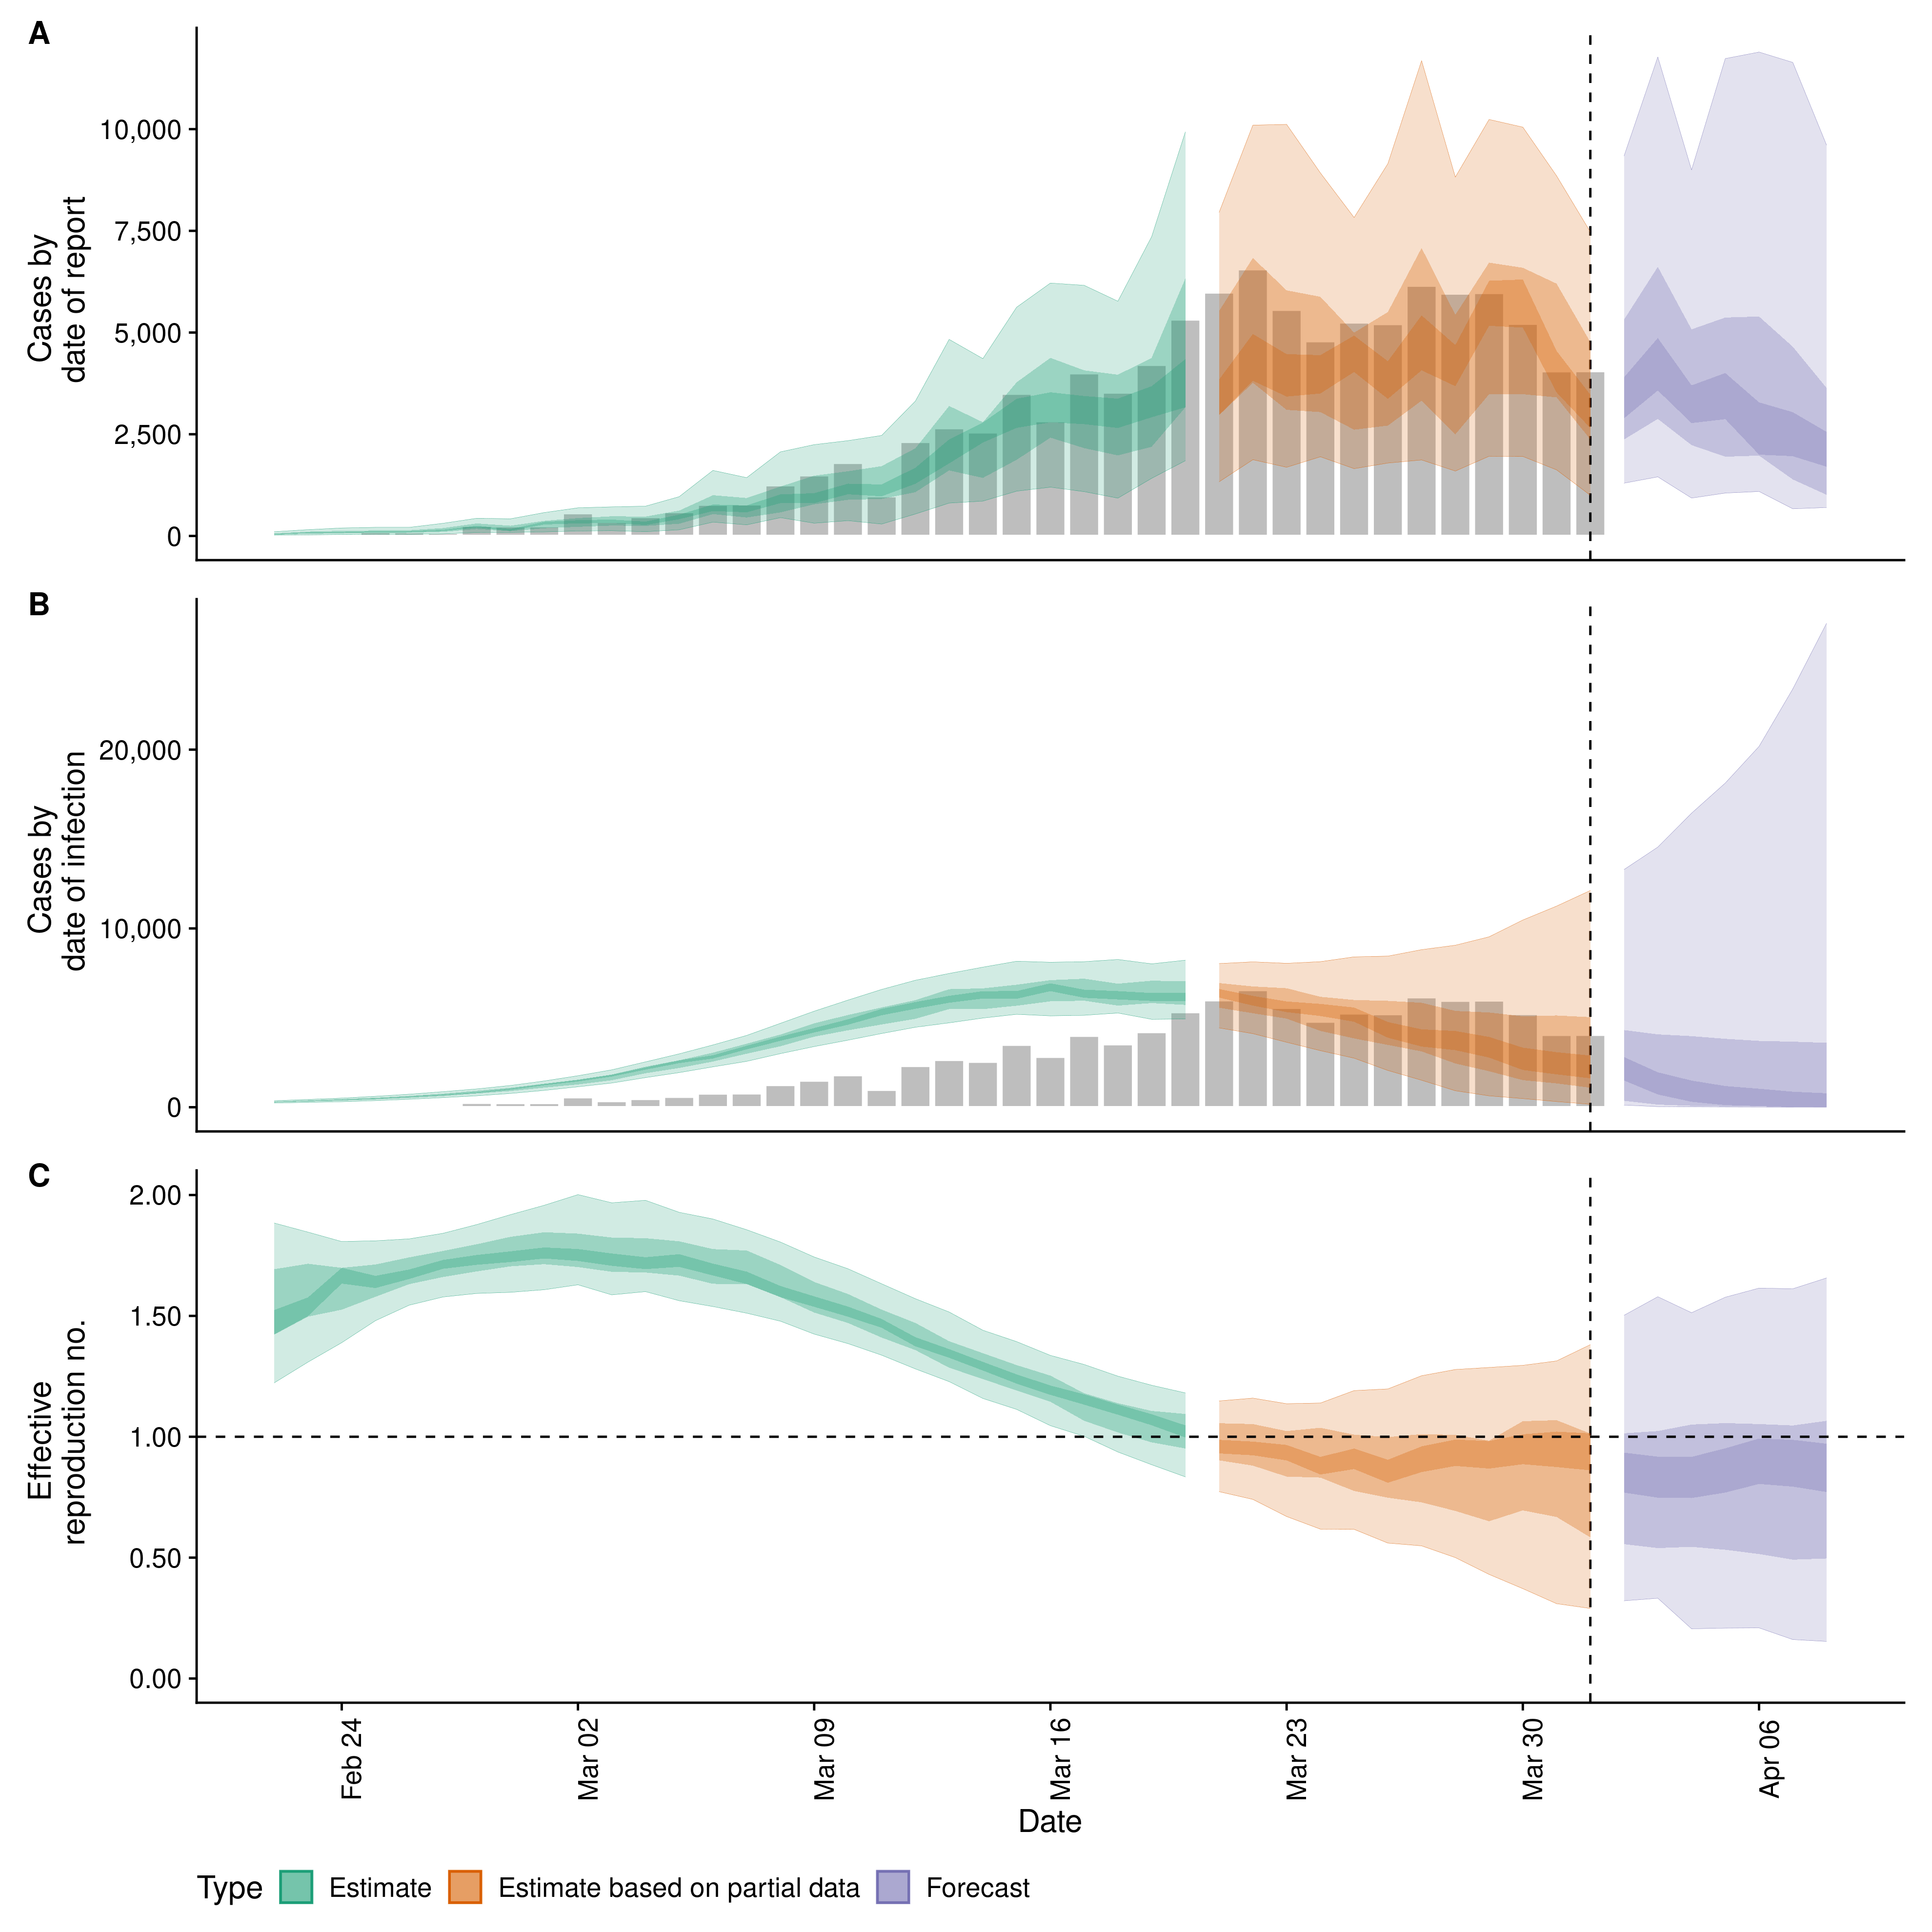 A
Cases by
date of report
10,000
7,500
5,000
2,500
0
B
Cases by
date of infection
20,000
10,000
0
C
Effective
reproduction no.
2.00
1.50
1.00
0.50
0.00
Feb 24
Mar 02
Mar 09
Mar 16
Mar 23
Mar 30
Apr 06
Date
Type Estimate Estimate based on partial data Forecast